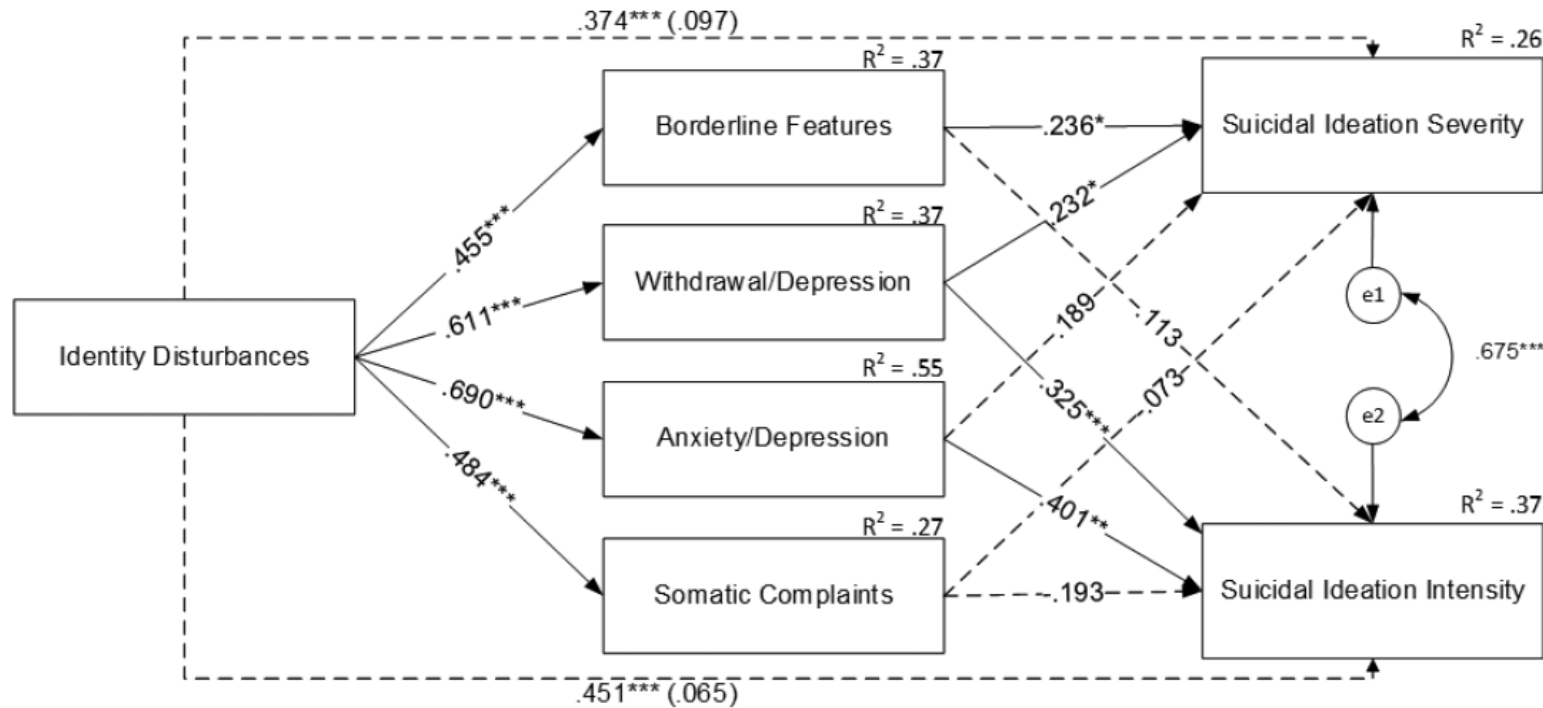 .374*** (.097)
R² = .26
R² = .37
Borderline Features
.236*
Suicidal Ideation Severity
.455***
R² = .37
.232*
Withdrawal/Depression
.611***
e1
.189
.113
Identity Disturbances
.675***
R² = .55
.690***
.073
.325***
e2
Anxiety/Depression
.484***
.401**
R² = .37
R² = .27
Somatic Complaints
-.193
Suicidal Ideation Intensity
.451*** (.065)